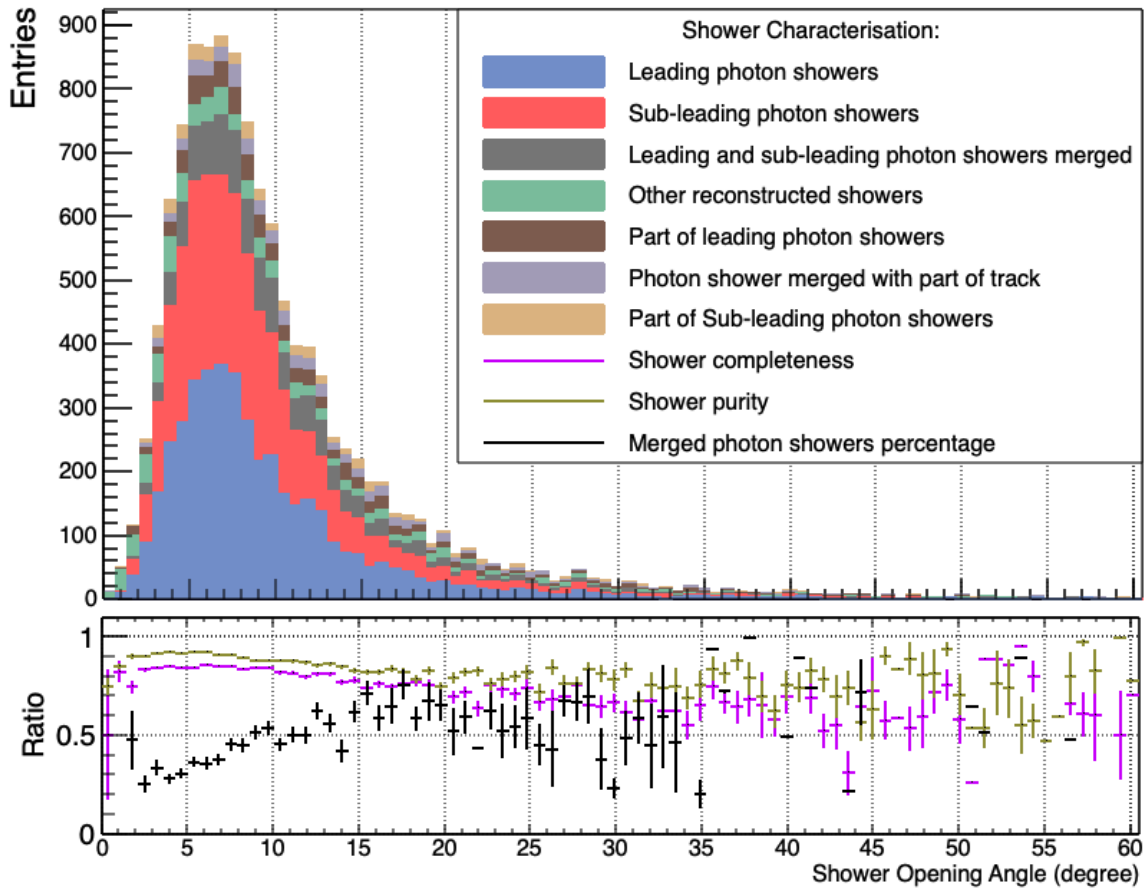 Entries
900
800
700
600
500
400
300
200
100
0
Shower Characterisation:
Leading photon showers
Sub-leading photon showers
Leading and sub-leading photon showers merged
Other reconstructed showers
Part of leading photon showers
Photon shower merged with part of track
Part of Sub-leading photon showers
Shower completeness
Shower purity
Merged photon showers percentage
Ratio
1
0.5
0
0 5 10 15 20 25 30 35 40 45 50 55 60
Shower Opening Angle (degree)